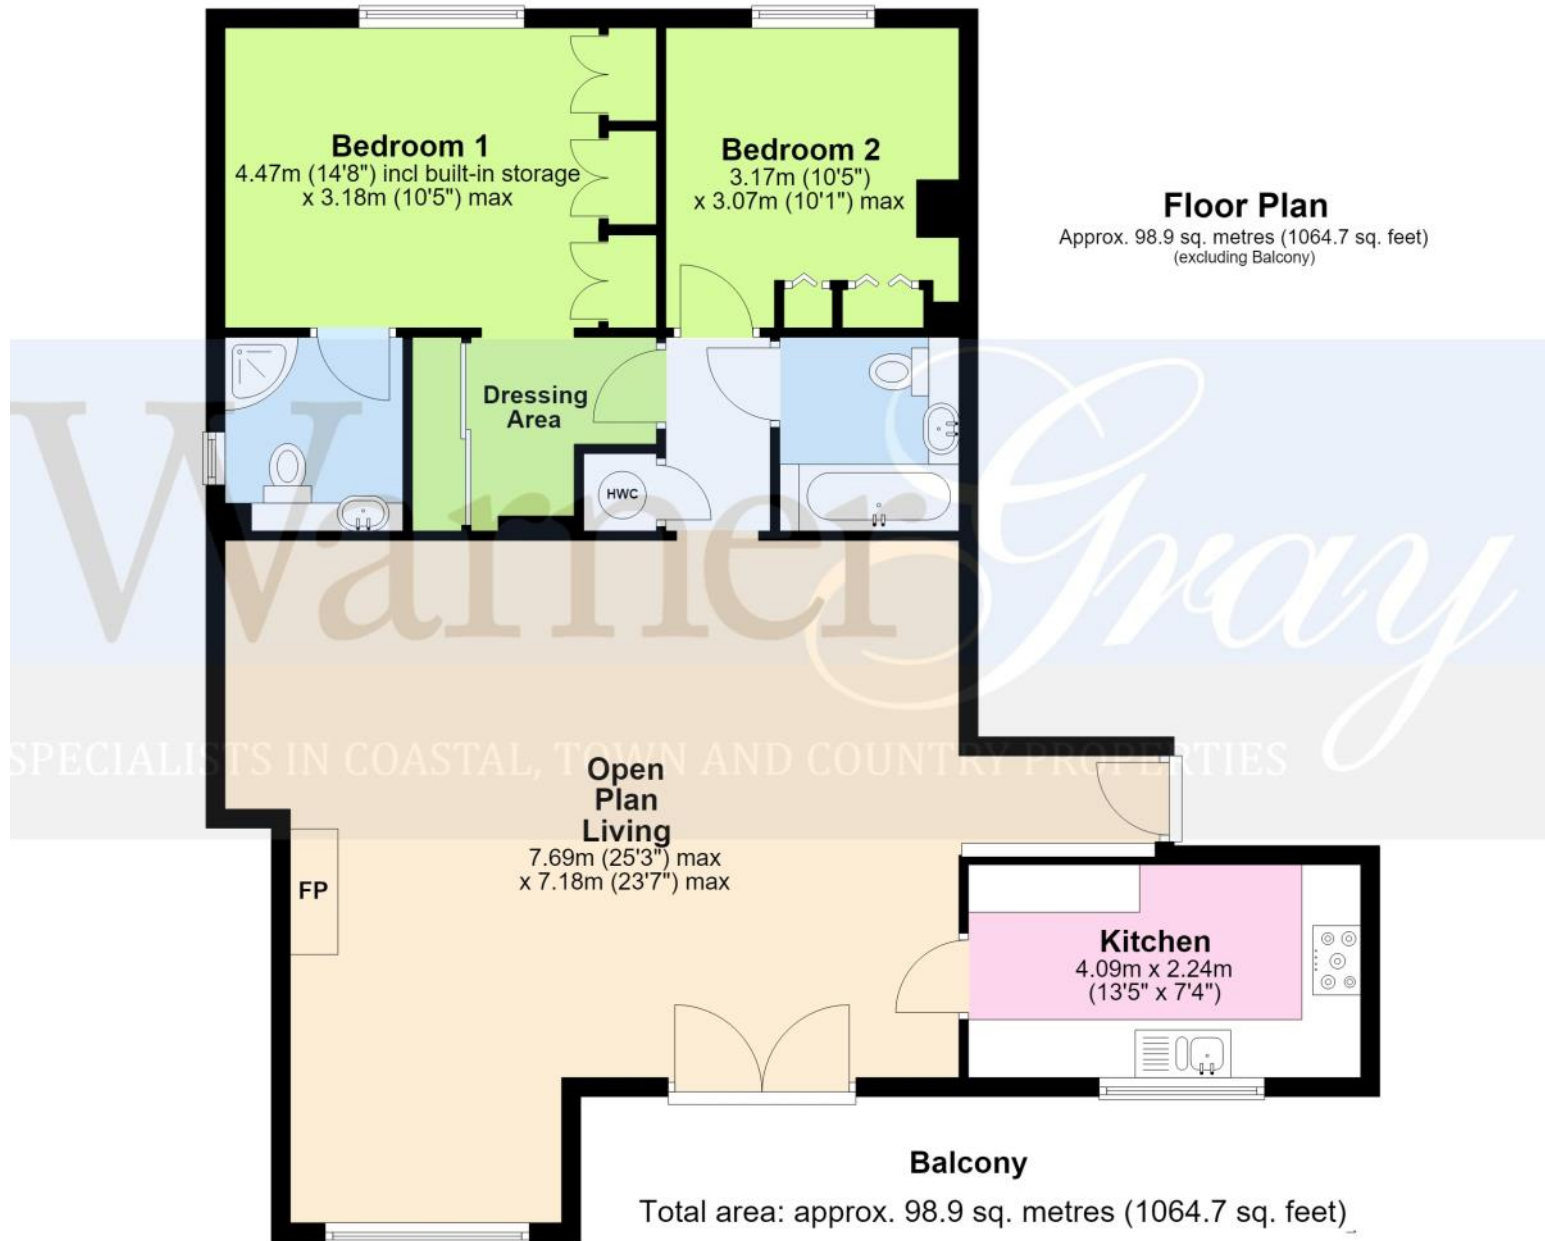 Bedroom 1
4.47m (14'8") incl built-in storage
x 3.18m (10'5") max
Bedroom 2
3.17m (10'5")
x 3.07m (10'1") max
Floor Plan
Approx. 98.9 sq. metres (1064.7 sq. feet)
(excluding Balcony)
Dressing
Area
HWC
WarnerGray
SPECIALISTS IN COASTAL, TOWN AND COUNTRY PROPERTIES
Open
Plan
Living
7.69m (25'3") max
x 7.18m (23'7") max
FP
Kitchen
4.09m x 2.24m
(13'5" x 7'4")
Balcony
Total area: approx. 98.9 sq. metres (1064.7 sq. feet)